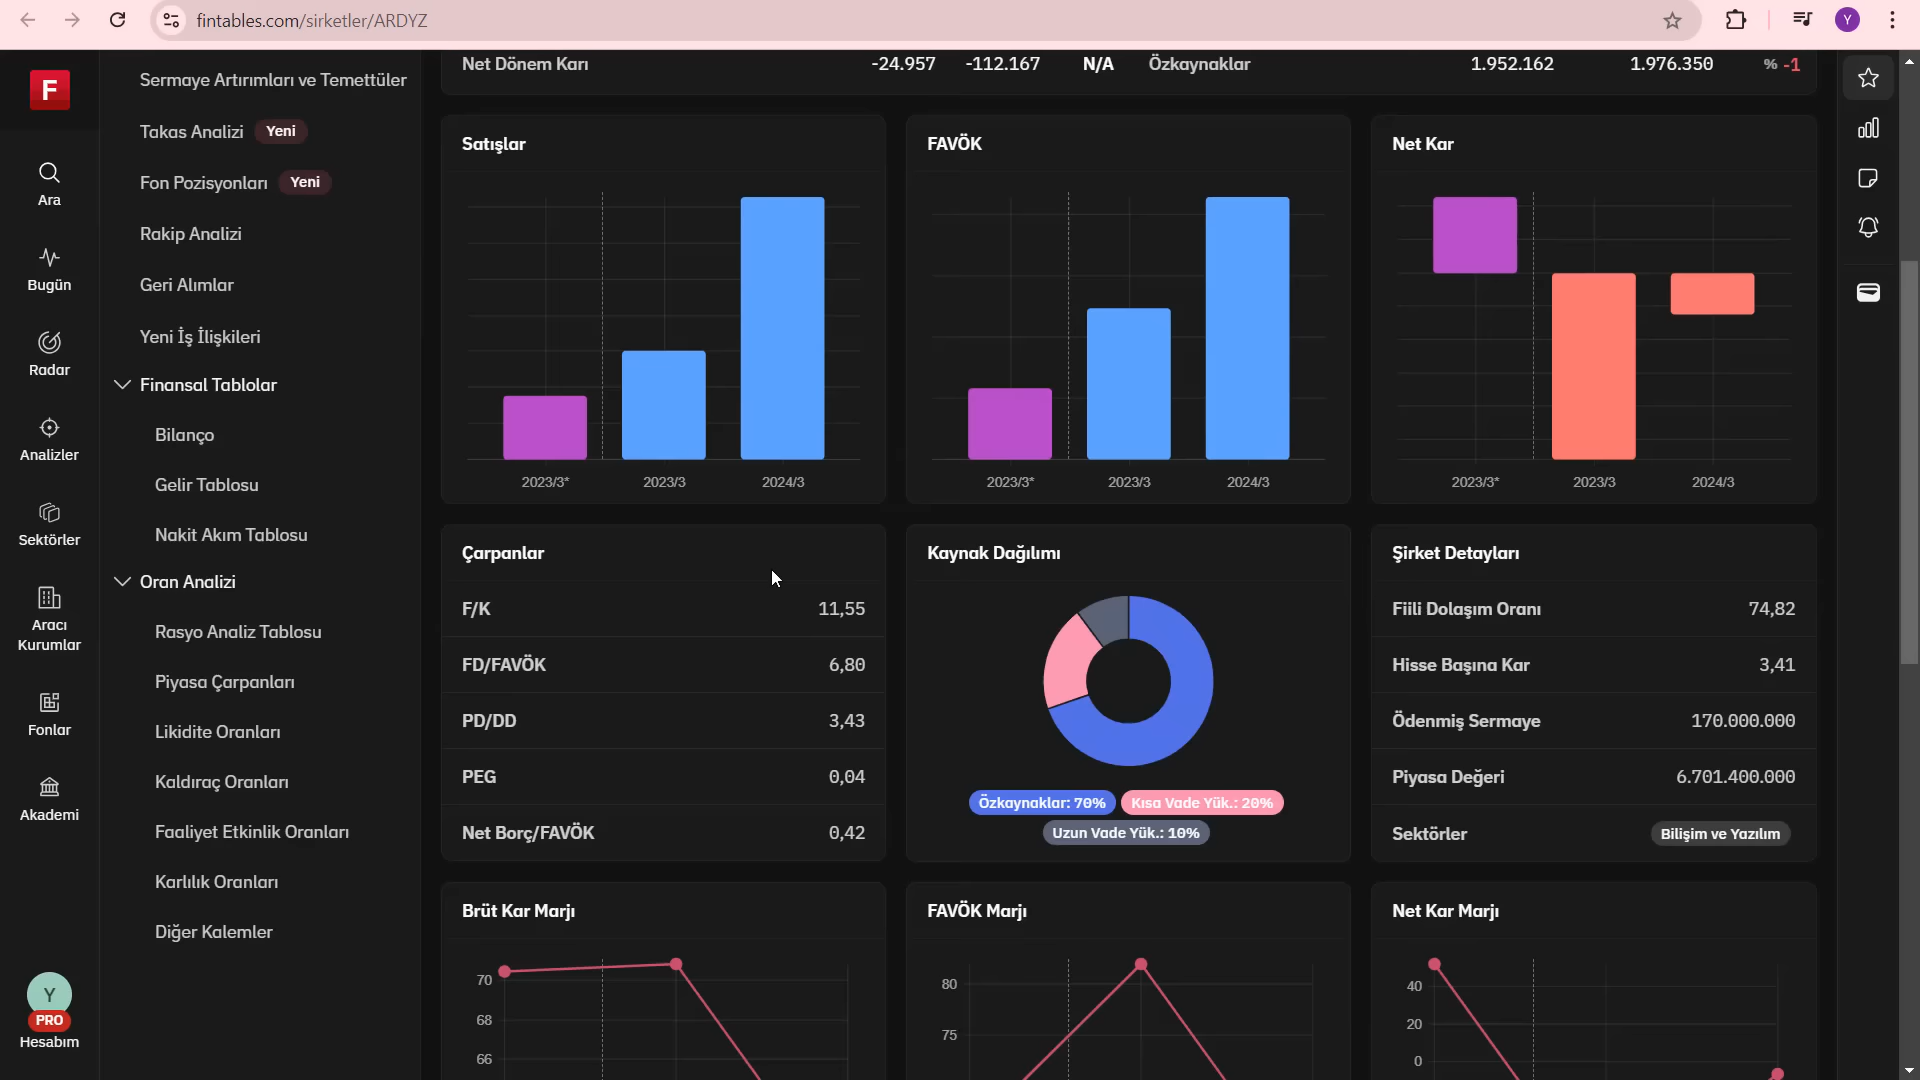 fintables.com/sirketler/ARDYZ
Y
F
Ara
Bugün
Radar
Analizler
Sektörler
Aracı
Kurumlar
Fonlar
Akademi
Y
PRO
Hesabım
Sermaye Artırımları ve Temettüler
Takas Analizi Yeni
Fon Pozisyonları Yeni
Rakip Analizi
Geri Alımlar
Yeni İş İlişkileri
Finansal Tablolar
Bilanço
Gelir Tablosu
Nakit Akım Tablosu
Oran Analizi
Rasyo Analiz Tablosu
Piyasa Çarpanları
Likidite Oranları
Kaldıraç Oranları
Faaliyet Etkinlik Oranları
Karlılık Oranları
Diğer Kalemler
Net Dönem Karı -24.957 -112.167 N/A Özkaynaklar 1.952.162 1.976.350 % -1
Satışlar
2023/3* 2023/3 2024/3
FAVÖK
2023/3* 2023/3 2024/3
Net Kar
2023/3* 2023/3 2024/3
Çarpanlar
F/K 11,55
FD/FAVÖK 6,80
PD/DD 3,43
PEG 0,04
Net Borç/FAVÖK 0,42
Kaynak Dağılımı
Özkaynaklar: 70% Kısa Vade Yük.: 20%
Uzun Vade Yük.: 10%
Şirket Detayları
Fiili Dolaşım Oranı 74,82
Hisse Başına Kar 3,41
Ödenmiş Sermaye 170.000.000
Piyasa Değeri 6.701.400.000
Sektörler Bilişim ve Yazılım
Brüt Kar Marjı
70
68
66
FAVÖK Marjı
80
75
Net Kar Marjı
40
20
0